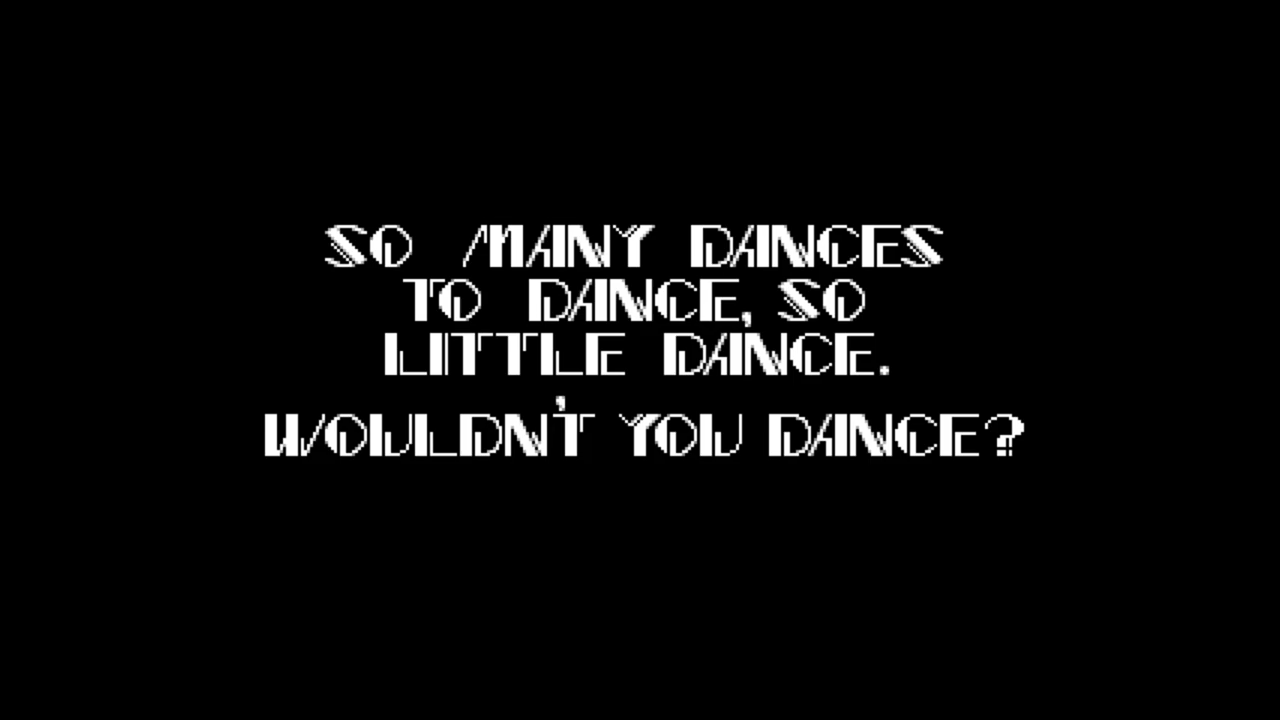 SO MANY DANCES
TO DANCE, SO
LITTLE DANCE.
WOULDN'T YOU DANCE?